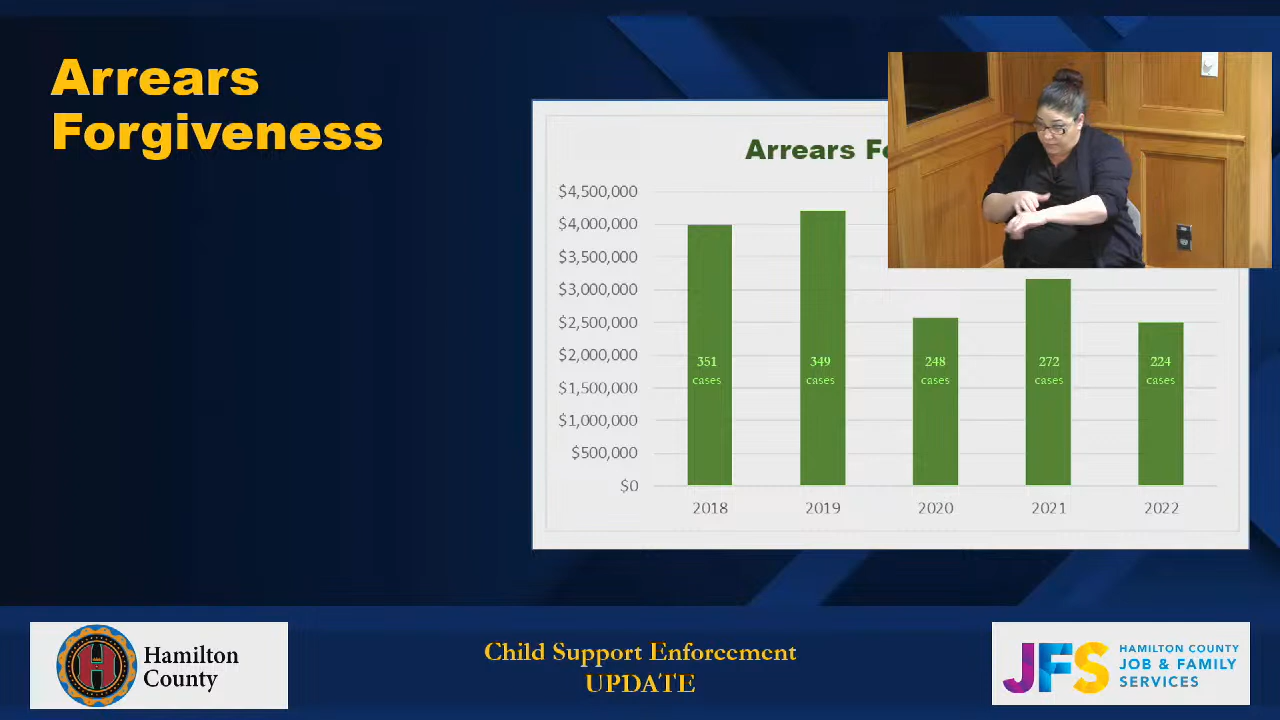 Arrears
Forgiveness
Arrears
$4,500,000
$4,000,000
$3,500,000
$3,000,000
$2,500,000
$2,000,000
$1,500,000
$1,000,000
$500,000
$0
351
cases
349
cases
248
cases
272
cases
224
cases
2018
2019
2020
2021
2022
Hamilton
County
Child Support Enforcement
UPDATE
JFS
HAMILTON COUNTY
JOB & FAMILY
SERVICES